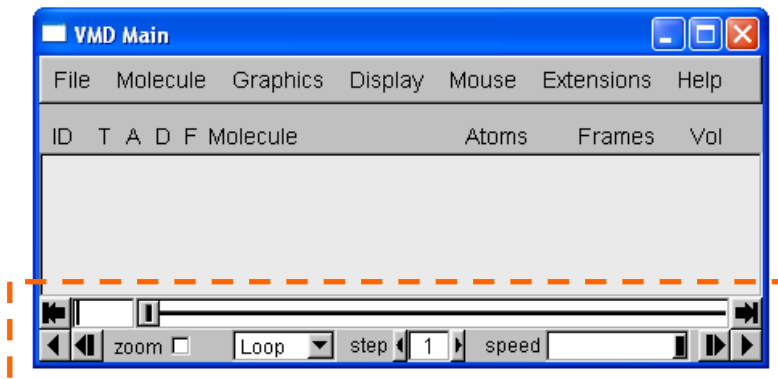 VMD Main
File Molecule Graphics Display Mouse Extensions Help
ID T A D F Molecule Atoms Frames Vol
zoom Loop step 1 speed